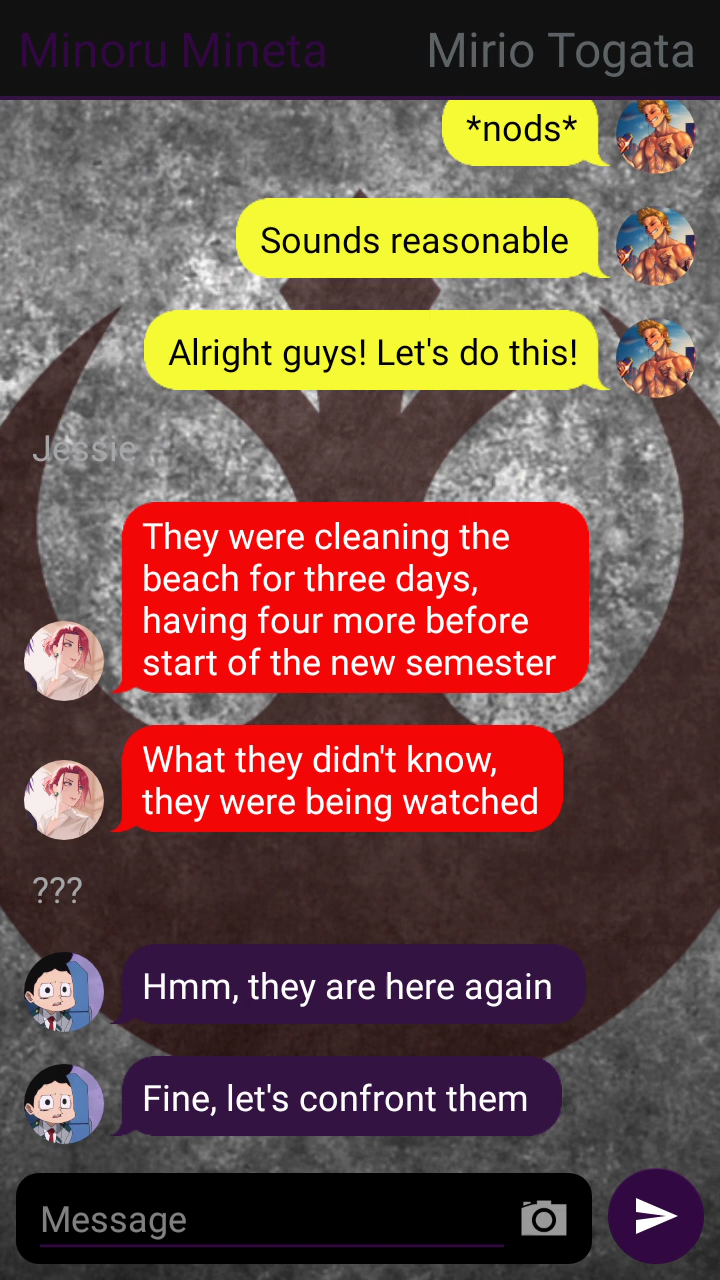 Minoru Mineta
Mirio Togata
*nods*
Sounds reasonable
Alright guys! Let's do this!
Jessie
They were cleaning the
beach for three days,
having four more before
start of the new semester
What they didn't know,
they were being watched
???
Hmm, they are here again
Fine, let's confront them
Message